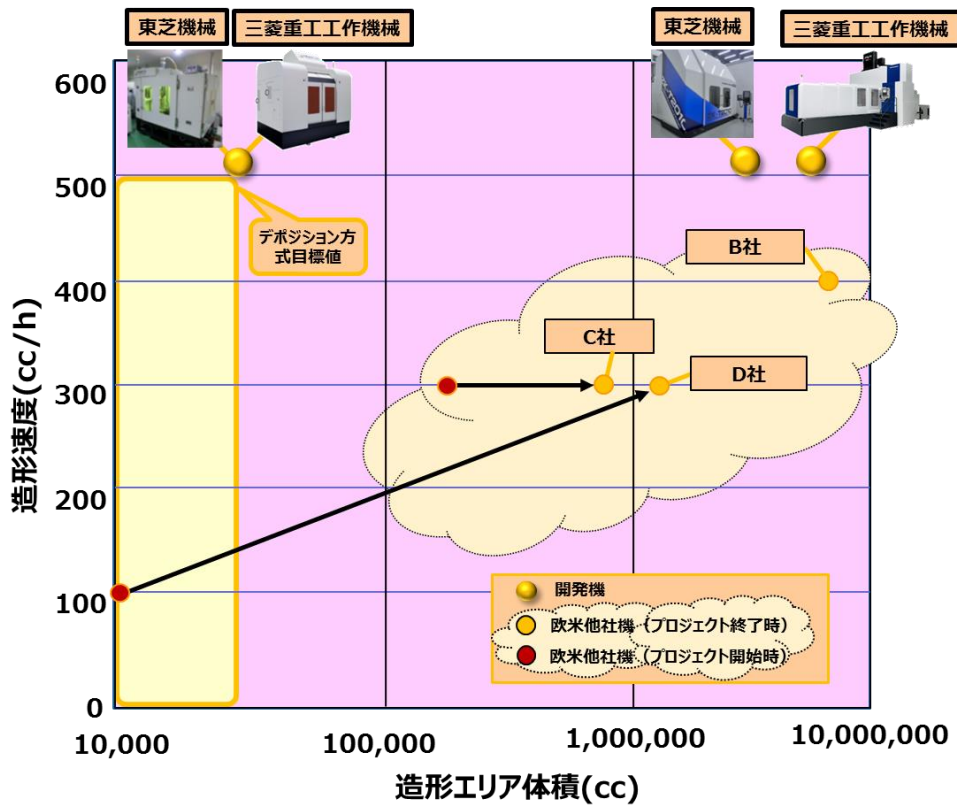 東芝機械
三菱重工工作機械
東芝機械
三菱重工工作機械
600
500
400
300
200
100
0
造形速度(cc/h)
デポジション方
式目標値
B社
C社
D社
開発機
欧米他社機（プロジェクト終了時）
欧米他社機（プロジェクト開始時）
10,000
100,000
1,000,000
10,000,000
造形エリア体積(cc)